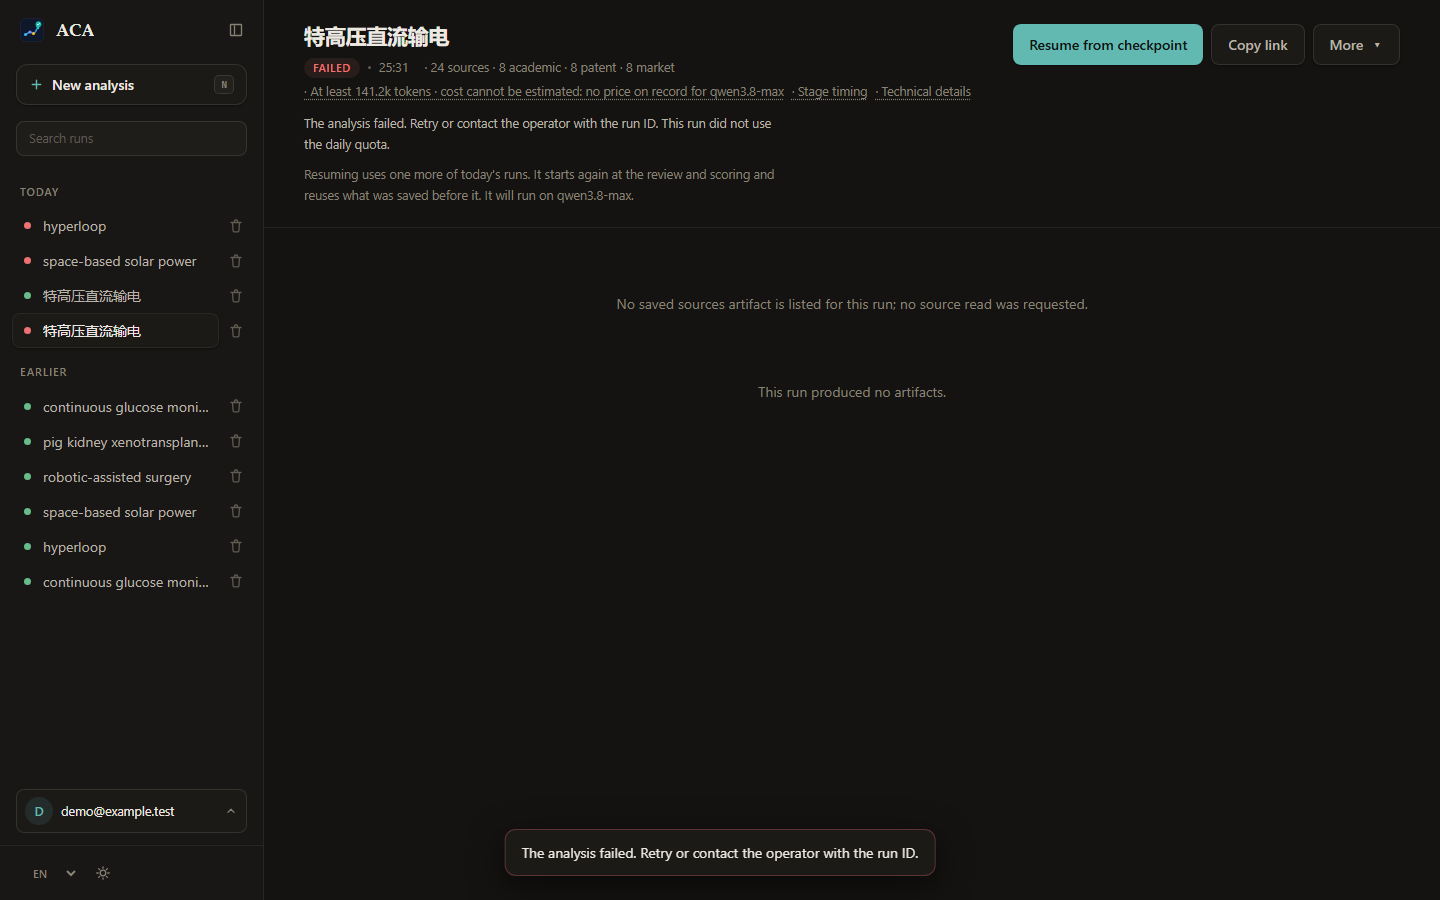 ACA
New analysis
N
Search runs
TODAY
hyperloop
space-based solar power
特高压直流输电
特高压直流输电
EARLIER
continuous glucose moni...
pig kidney xenotransplan...
robotic-assisted surgery
space-based solar power
hyperloop
continuous glucose moni...
D demo@example.test
EN
特高压直流输电
FAILED • 25:31 · 24 sources · 8 academic · 8 patent · 8 market
· At least 141.2k tokens · cost cannot be estimated: no price on record for qwen3.8-max · Stage timing · Technical details
The analysis failed. Retry or contact the operator with the run ID. This run did not use
the daily quota.
Resuming uses one more of today's runs. It starts again at the review and scoring and
reuses what was saved before it. It will run on qwen3.8-max.
Resume from checkpoint
Copy link
More
No saved sources artifact is listed for this run; no source read was requested.
This run produced no artifacts.
The analysis failed. Retry or contact the operator with the run ID.